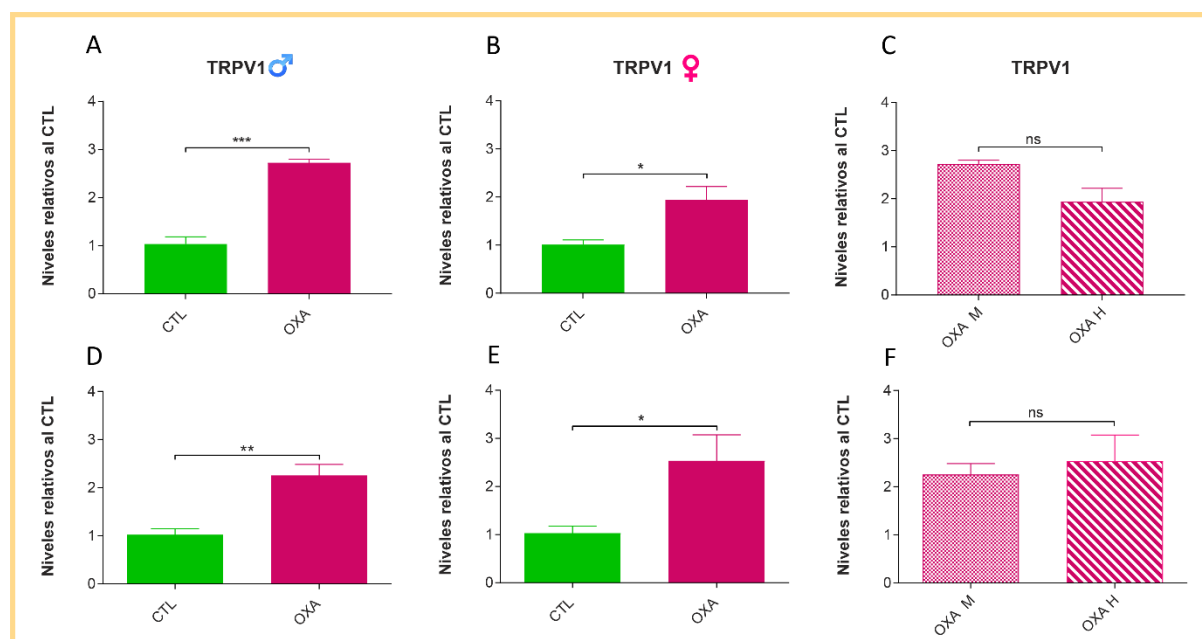 A
TRPV1♂
Niveles relativos al CTL
4
3
2
1
0
***
CTL
OXA
B
TRPV1 ♀
Niveles relativos al CTL
4
3
2
1
0
*
CTL
OXA
C
TRPV1
Niveles relativos al CTL
4
3
2
1
0
ns
OXA M
OXA H
D
Niveles relativos al CTL
4
3
2
1
0
**
CTL
OXA
E
Niveles relativos al CTL
4
3
2
1
0
*
CTL
OXA
F
Niveles relativos al CTL
4
3
2
1
0
ns
OXA M
OXA H